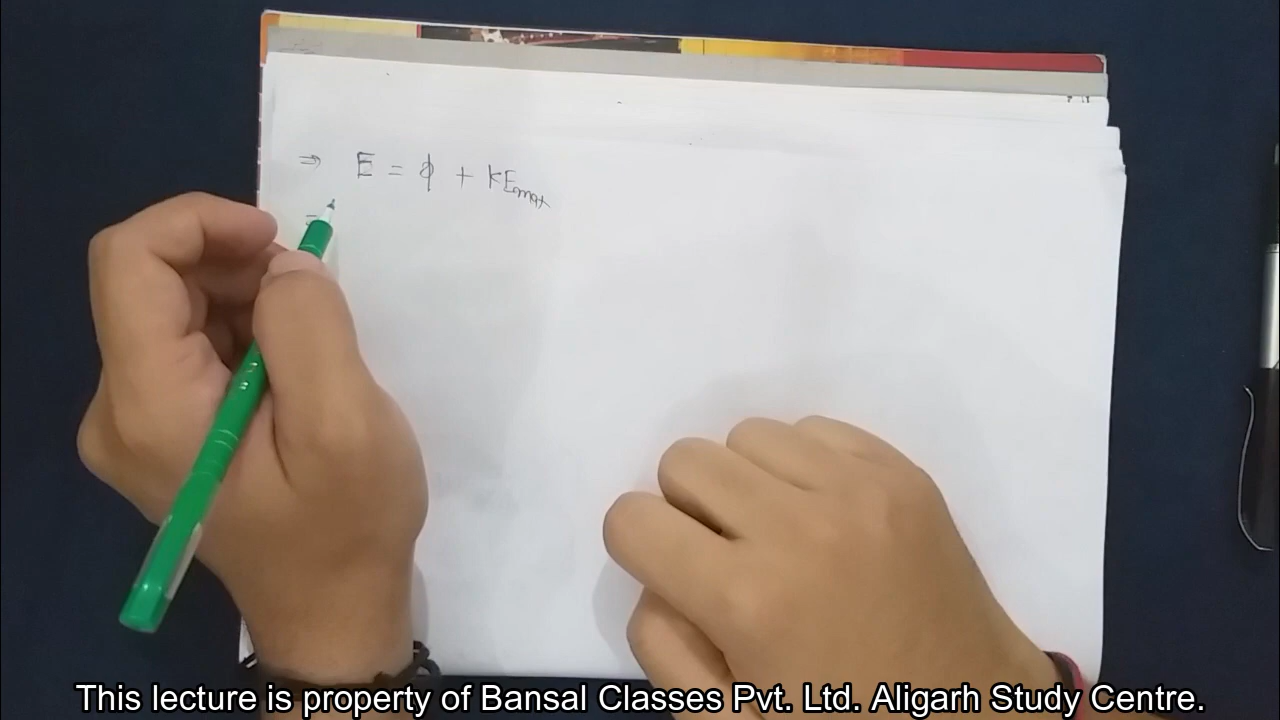 ⇒ E = ϕ + KEmax
=
This lecture is property of Bansal Classes Pvt. Ltd. Aligarh Study Centre.